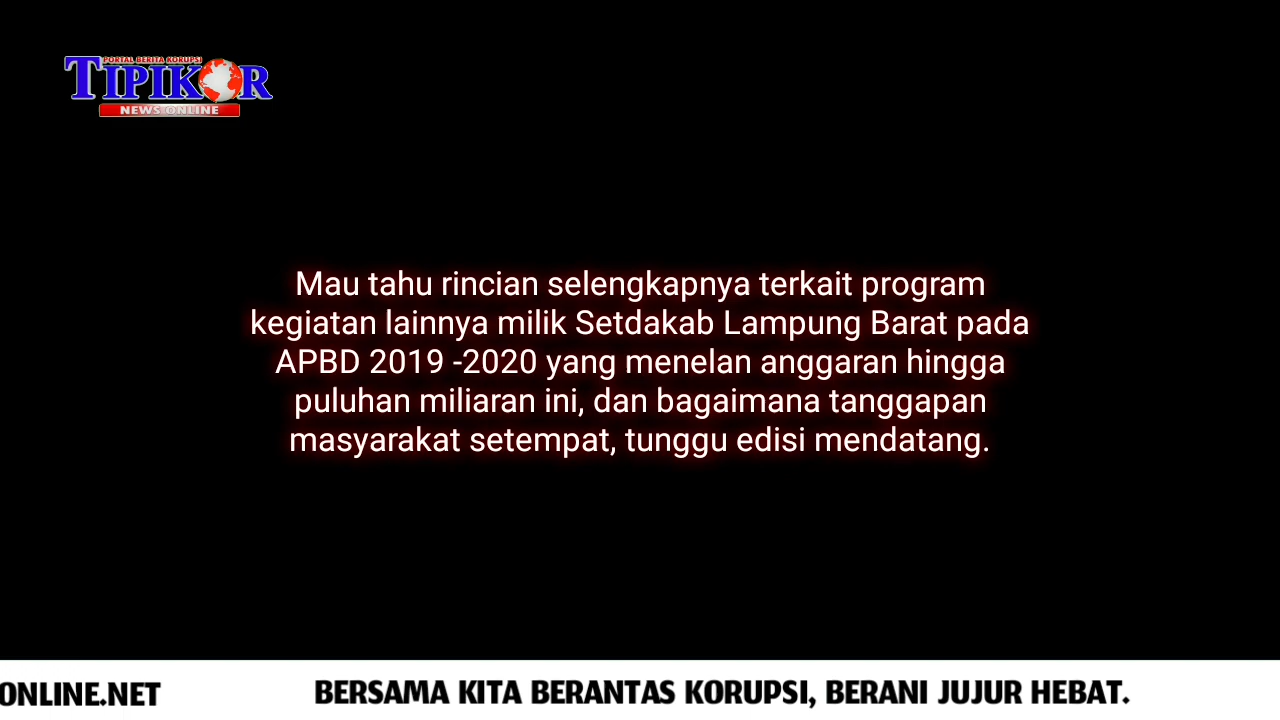 PORTAL BERITA KORUPSI
TIPIKOR
NEWS ONLINE
Mau tahu rincian selengkapnya terkait program
kegiatan lainnya milik Setdakab Lampung Barat pada
APBD 2019 -2020 yang menelan anggaran hingga
puluhan miliaran ini, dan bagaimana tanggapan
masyarakat setempat, tunggu edisi mendatang.
ONLINE.NET BERSAMA KITA BERANTAS KORUPSI, BERANI JUJUR HEBAT.